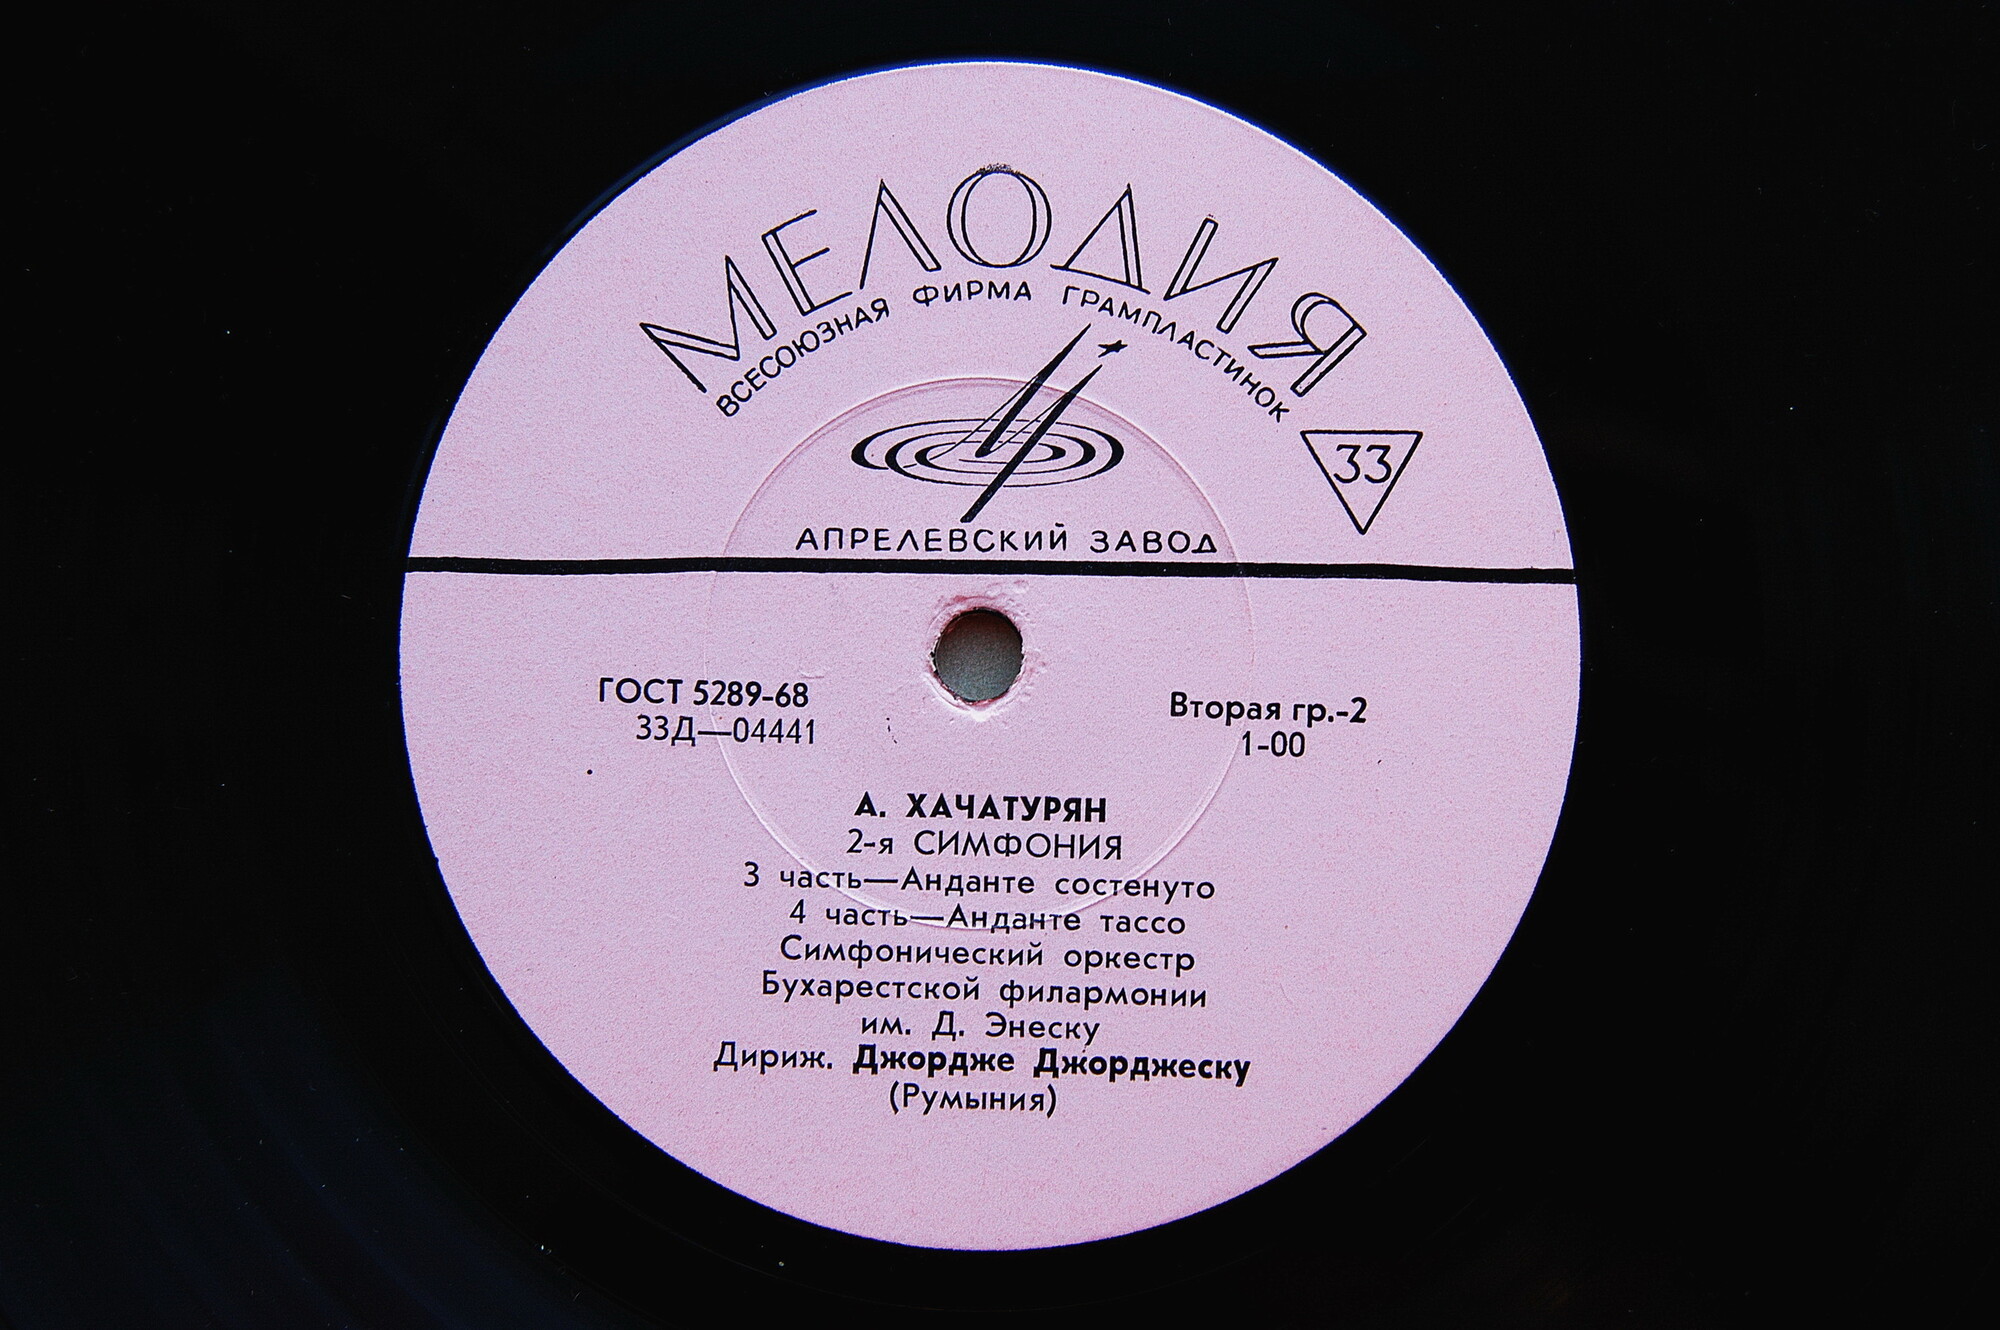 МЕЛОДИЯ
ВСЕСОЮЗНАЯ ФИРМА ГРАМПЛАСТИНОК
33
АПРЕЛЕВСКИЙ ЗАВОД
ГОСТ 5289-68
33Д—04441
Вторая гр.-2
1-00
А. ХАЧАТУРЯН
2-я СИМФОНИЯ
3 часть—Анданте состенуто
4 часть—Анданте тассо
Симфонический оркестр
Бухарестской филармонии
им. Д. Энеску
Дириж. Джордже Джорджеску
(Румыния)